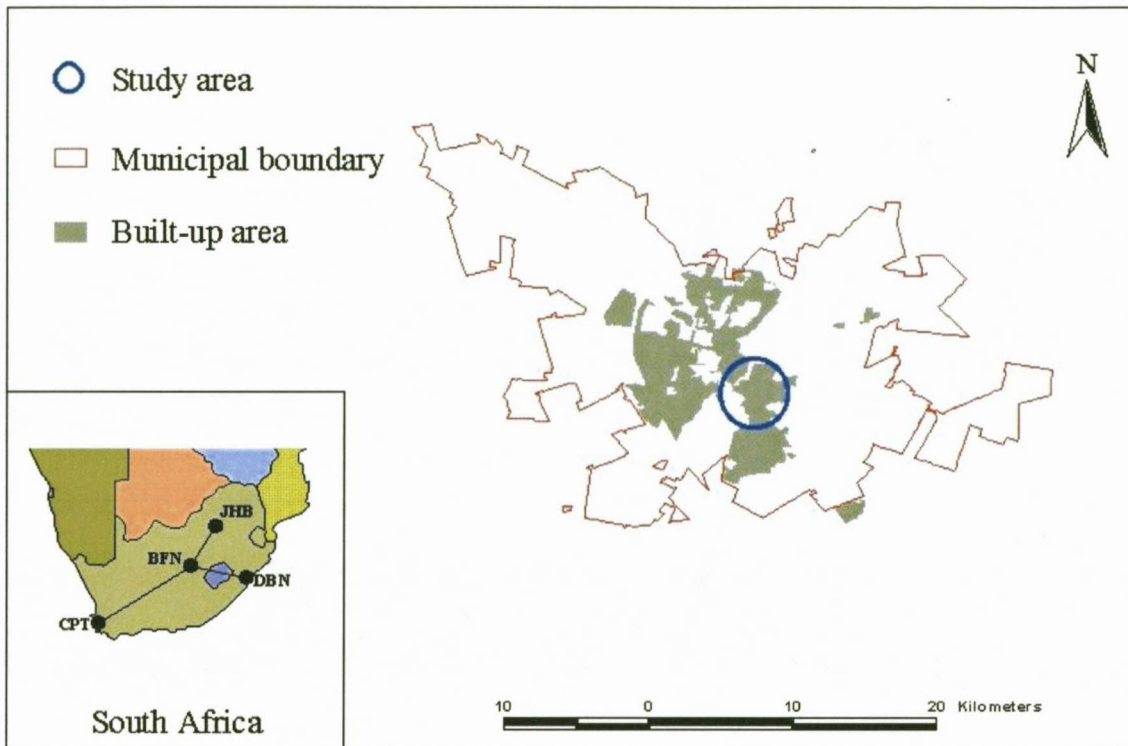 Study area
N
Municipal boundary
Built-up area
JHB
BFN
DBN
CPT
South Africa
10 0 10 20 Kilometers